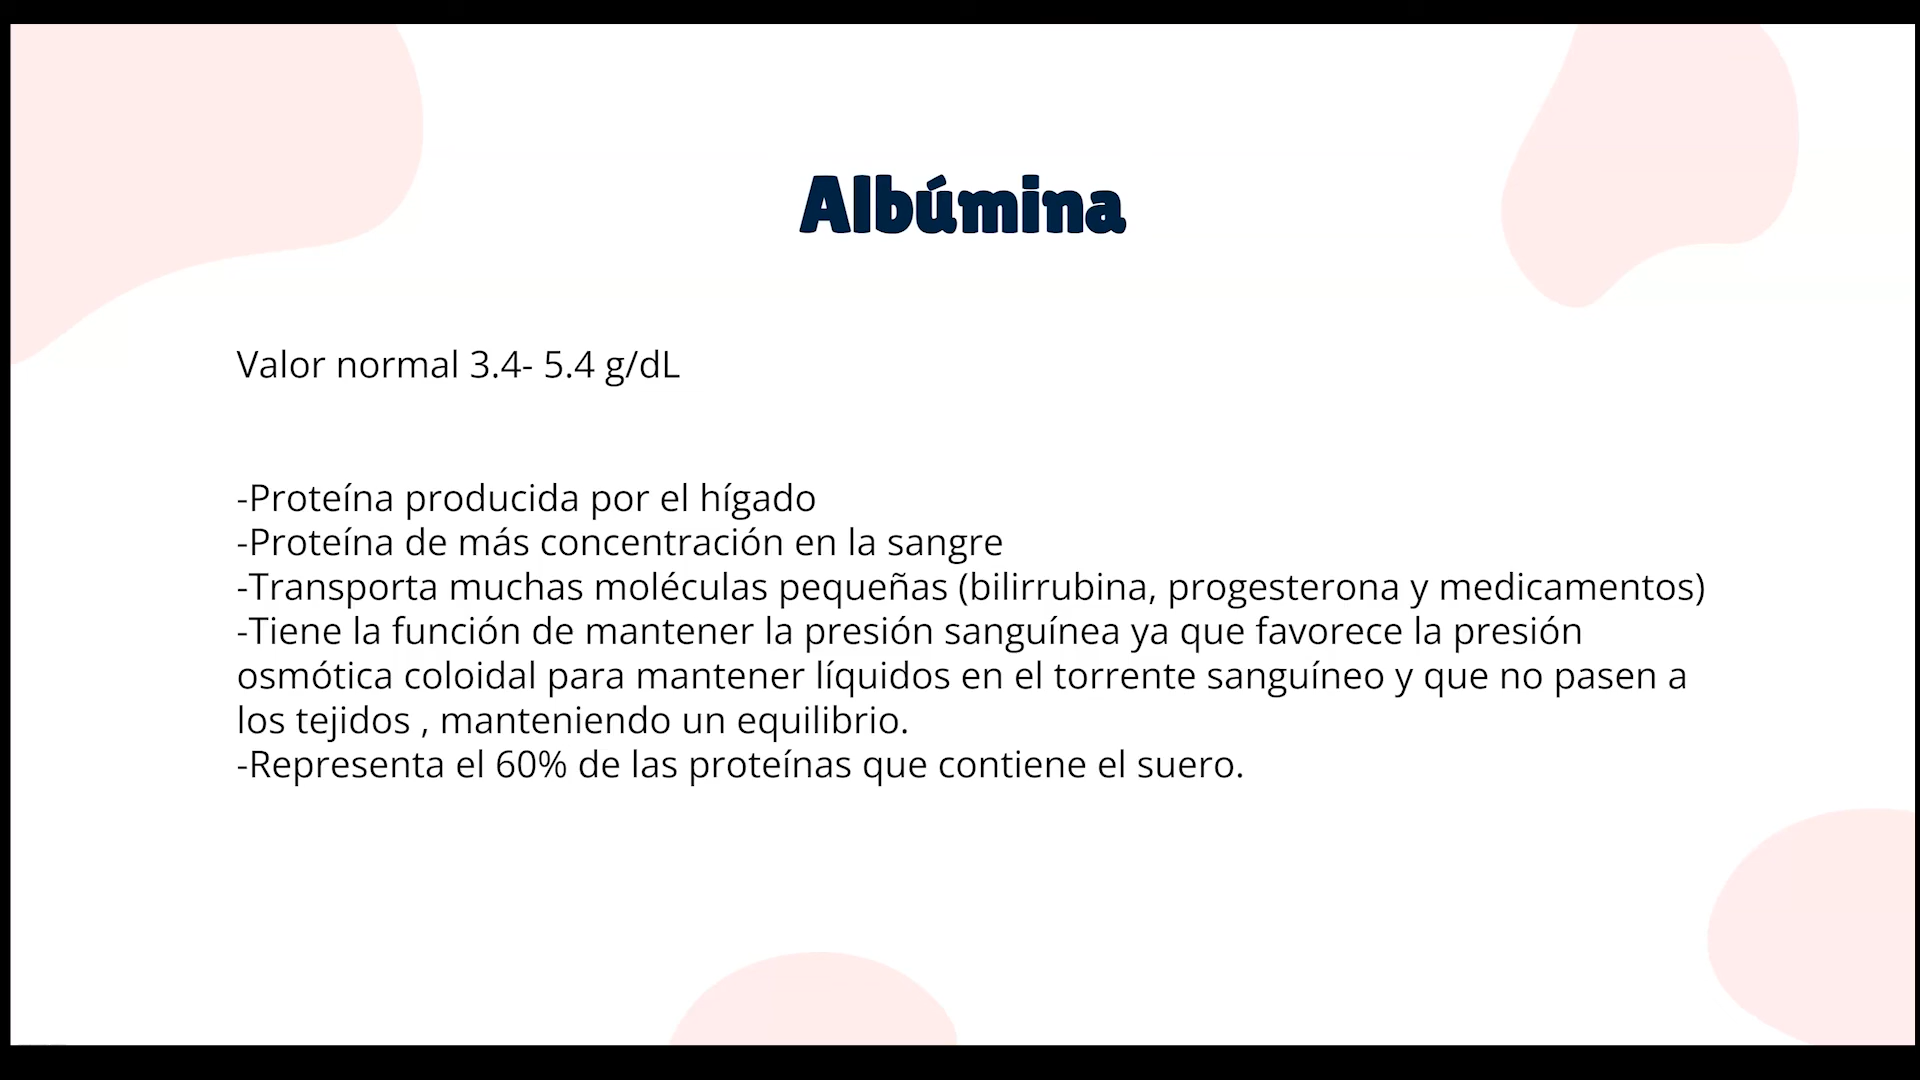 Albúmina
Valor normal 3.4- 5.4 g/dL
-Proteína producida por el hígado
-Proteína de más concentración en la sangre
-Transporta muchas moléculas pequeñas (bilirrubina, progesterona y medicamentos)
-Tiene la función de mantener la presión sanguínea ya que favorece la presión
osmótica coloidal para mantener líquidos en el torrente sanguíneo y que no pasen a
los tejidos , manteniendo un equilibrio.
-Representa el 60% de las proteínas que contiene el suero.